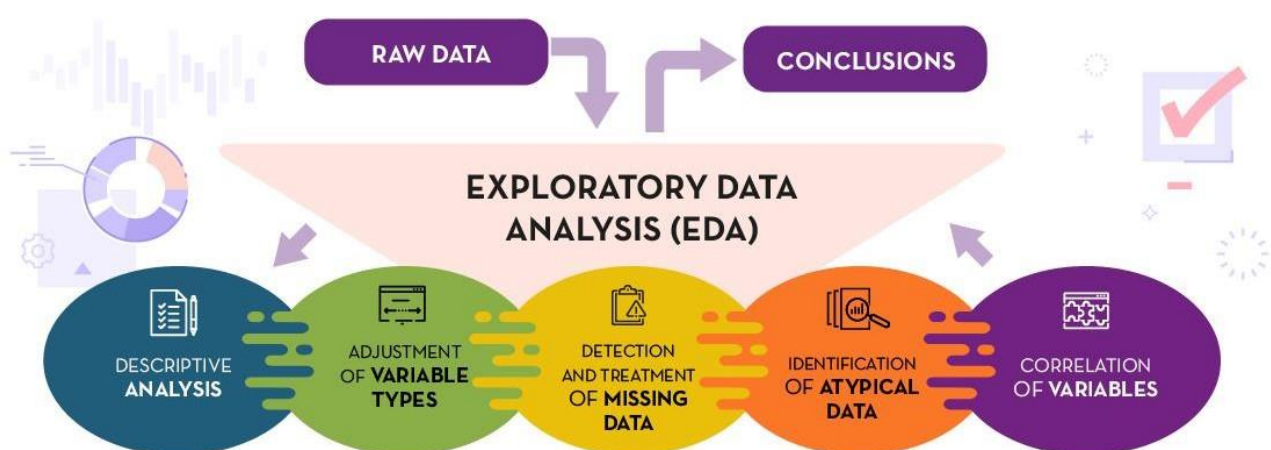 RAW DATA
CONCLUSIONS
EXPLORATORY DATA
ANALYSIS (EDA)
DESCRIPTIVE
ANALYSIS
ADJUSTMENT
OF VARIABLE
TYPES
DETECTION
AND TREATMENT
OF MISSING
DATA
IDENTIFICATION
OF ATYPICAL
DATA
CORRELATION
OF VARIABLES